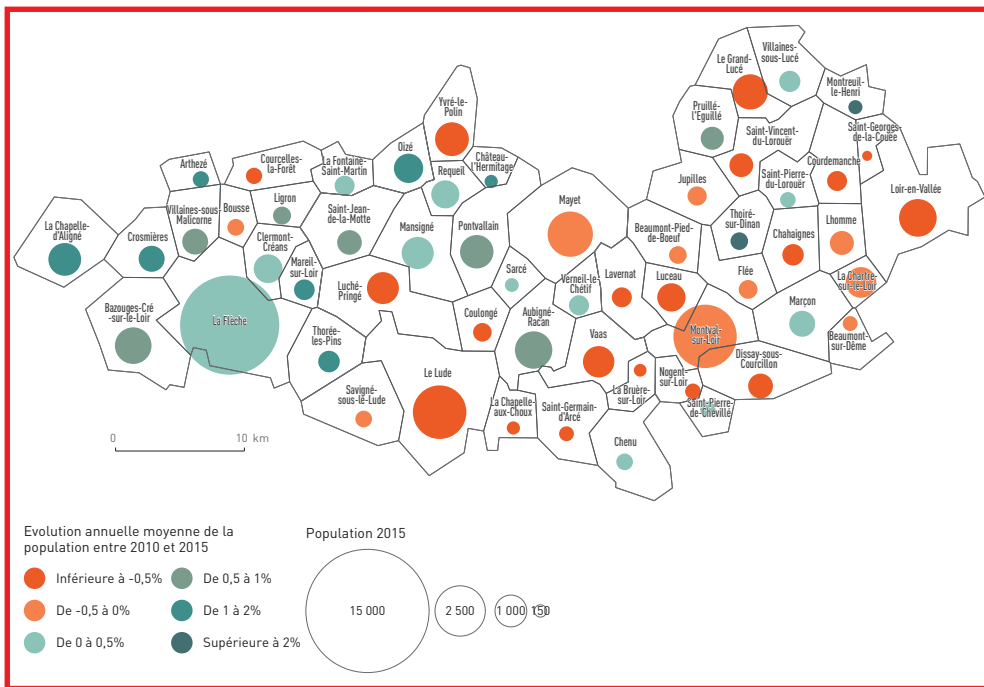 Villaines-
sous-Lucé
Le Grand-
Lucé
Montreuil-
le-Henri
Yvré-le-
Polin
Pruillé-
l'Eguillé
Saint-Vincent-
du-Lorouër
Saint-Georges-
de-la-Couée
Oizé
Château-
l'Hermitage
Courcelles-
la-Forêt
La Fontaine-
Saint-Martin
Arthezé
Requeil
Jupilles
Saint-Pierre-
du-Lorouër
Courdemanche
Loir-en-Vallée
Villaines-sous-
Malicorne
Bousse
Ligron
Saint-Jean-
de-la-Motte
Mayet
La Chapelle-
d'Aligné
Crosmières
Clermont-
Créans
Mansigné
Pontvallain
Beaumont-Pied-
de-Boeuf
Thoiré-
sur-Dinan
Chahaignes
Lhomme
Mareil-
sur-Loir
Luché-
Pringé
Sarcé
Verneil-le-
Chétif
Lavernat
Luceau
Flée
La Chartre-
sur-le-Loir
Bazouges-Cré
-sur-le-Loir
La Flèche
Thorée-
les-Pins
Coulongé
Aubigné-
Racan
Vaas
Montval-
sur-Loir
Marçon
Beaumont-
sur-Dême
Dissay-sous-
Courcillon
Savigné-
sous-le-Lude
Le Lude
La Chapelle-
aux-Choux
Saint-Germain-
d'Arcé
La Bruère-
sur-Loir
Nogent-
sur-Loir
Saint-Pierre-
de-Chevillé
Chenu
0 10 km
Evolution annuelle moyenne de la
population entre 2010 et 2015
Inférieure à -0,5%
De -0,5 à 0%
De 0 à 0,5%
De 0,5 à 1%
De 1 à 2%
Supérieure à 2%
Population 2015
15 000
2 500
1 000
150